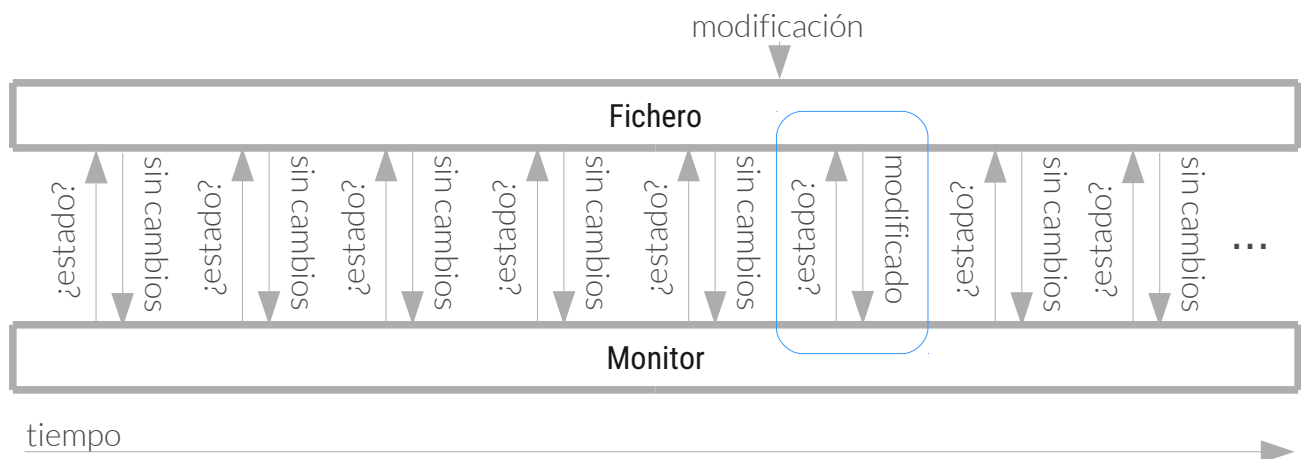 modificación
Fichero
¿estado?
sin cambios
¿estado?
sin cambios
¿estado?
sin cambios
¿estado?
sin cambios
¿estado?
sin cambios
¿estado?
modificado
¿estado?
sin cambios
¿estado?
sin cambios
...
Monitor
tiempo